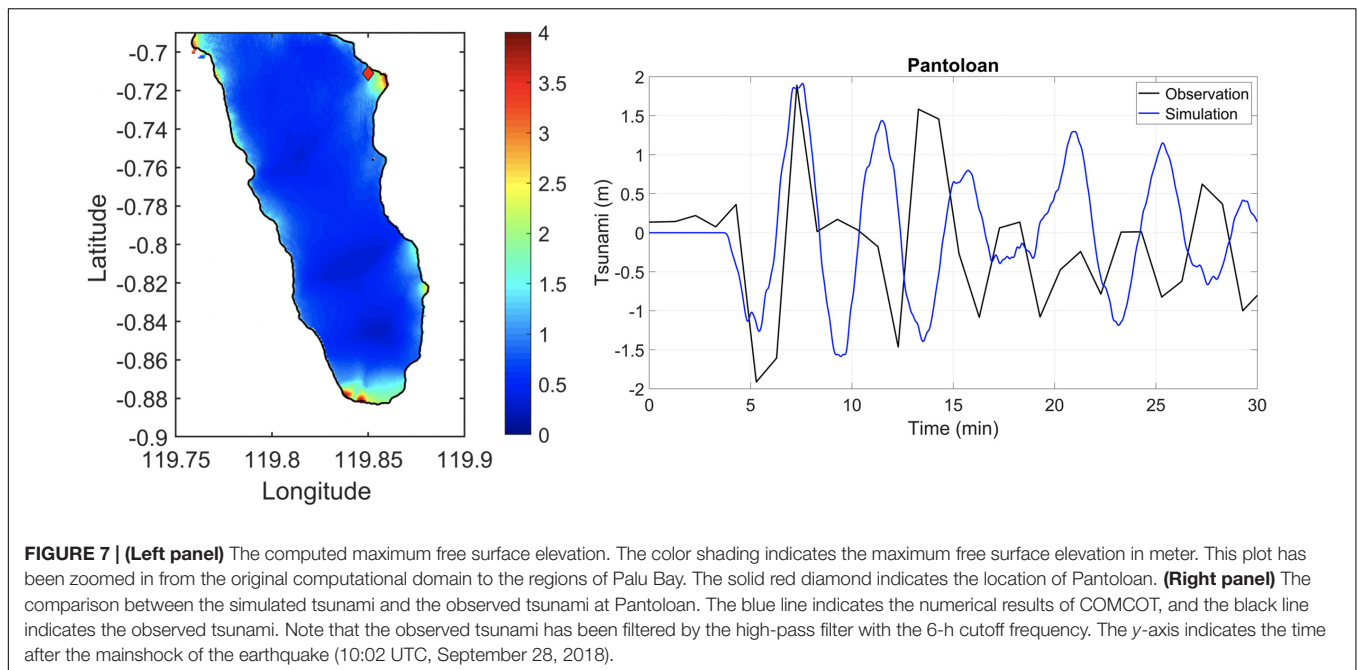 -0.7
-0.72
-0.74
-0.76
-0.78
-0.8
-0.82
-0.84
-0.86
-0.88
-0.9
Latitude
119.75 119.8 119.85 119.9
Longitude
4
3.5
3
2.5
2
1.5
1
0.5
0
Pantoloan
2
1.5
1
0.5
0
-0.5
-1
-1.5
-2
Tsunami (m)
Observation
Simulation
0 5 10 15 20 25 30
Time (min)
FIGURE 7 | (Left panel) The computed maximum free surface elevation. The color shading indicates the maximum free surface elevation in meter. This plot has
been zoomed in from the original computational domain to the regions of Palu Bay. The solid red diamond indicates the location of Pantoloan. (Right panel) The
comparison between the simulated tsunami and the observed tsunami at Pantoloan. The blue line indicates the numerical results of COMCOT, and the black line
indicates the observed tsunami. Note that the observed tsunami has been filtered by the high-pass filter with the 6-h cutoff frequency. The y-axis indicates the time
after the mainshock of the earthquake (10:02 UTC, September 28, 2018).